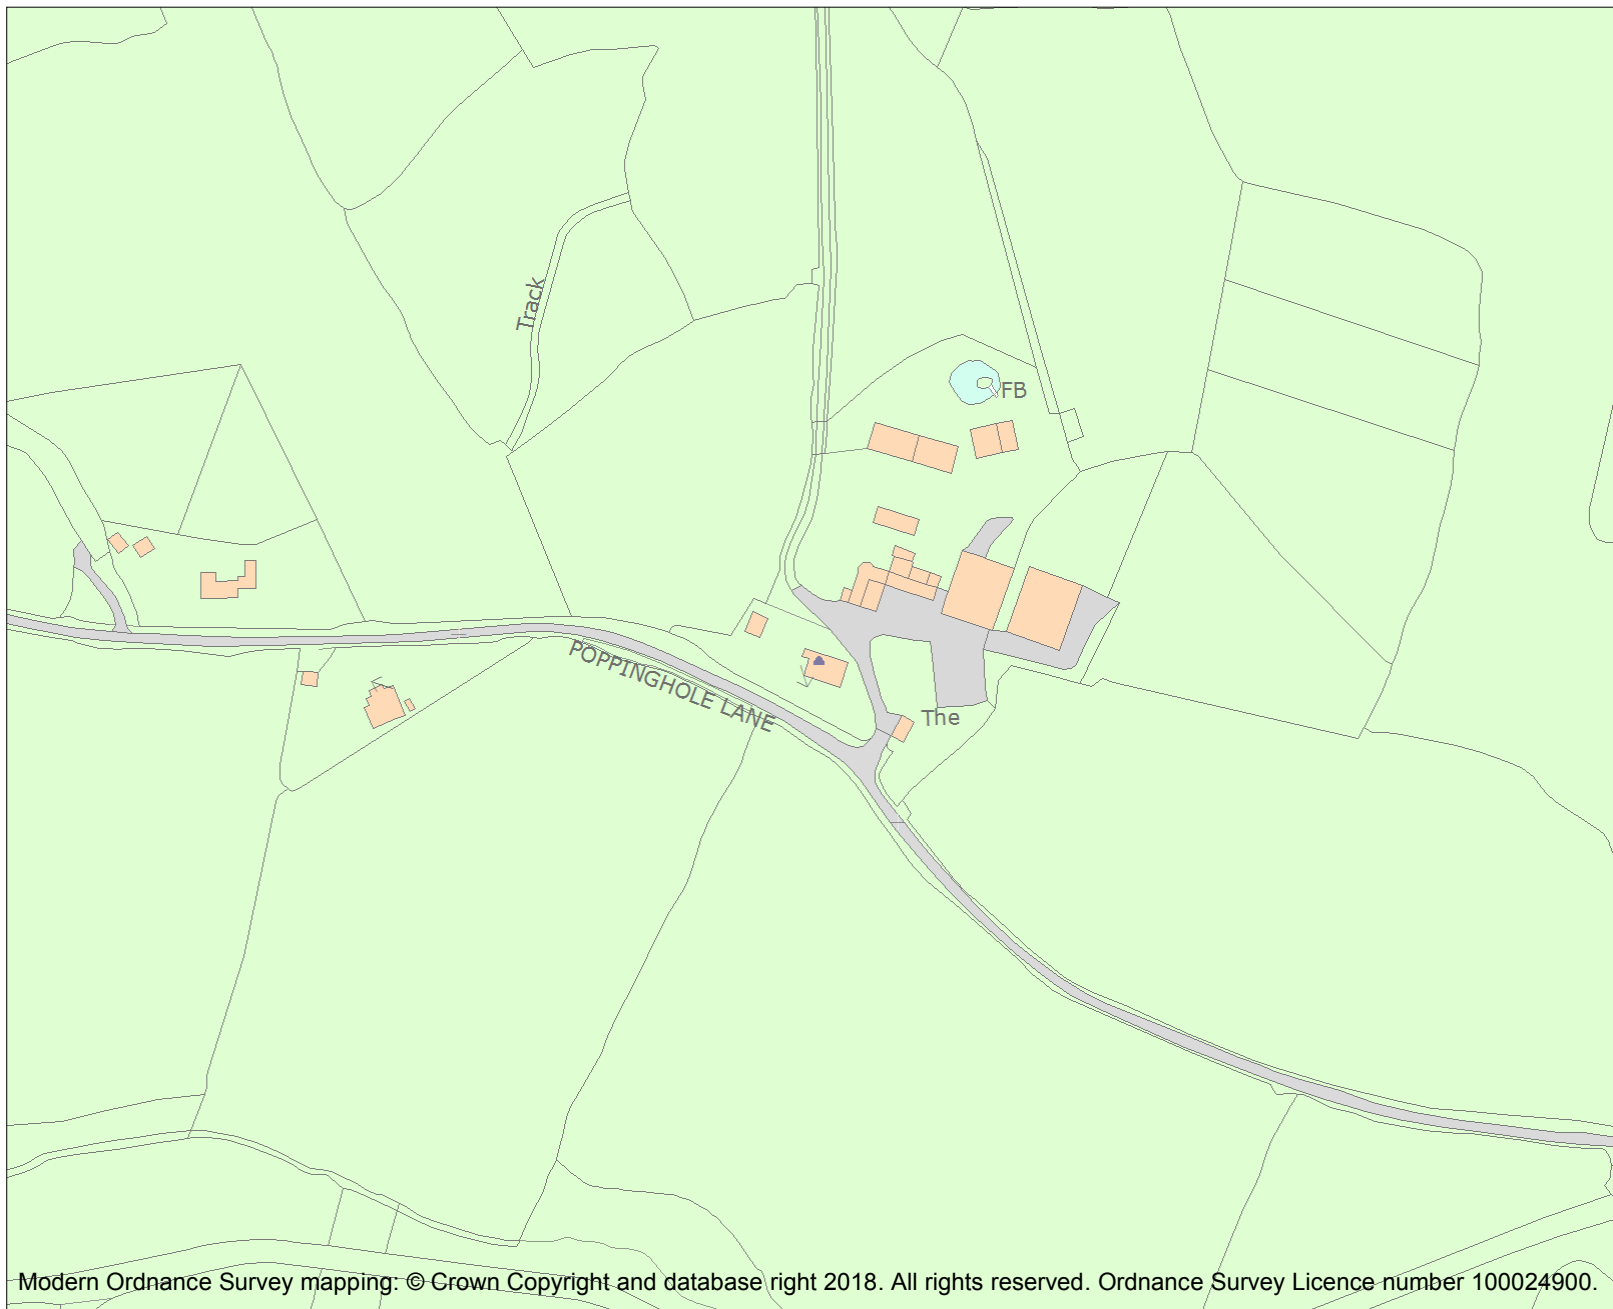 Track
FB
POPPINGHOLE LANE
The
Modern Ordnance Survey mapping: © Crown Copyright and database right 2018. All rights reserved. Ordnance Survey Licence number 100024900.